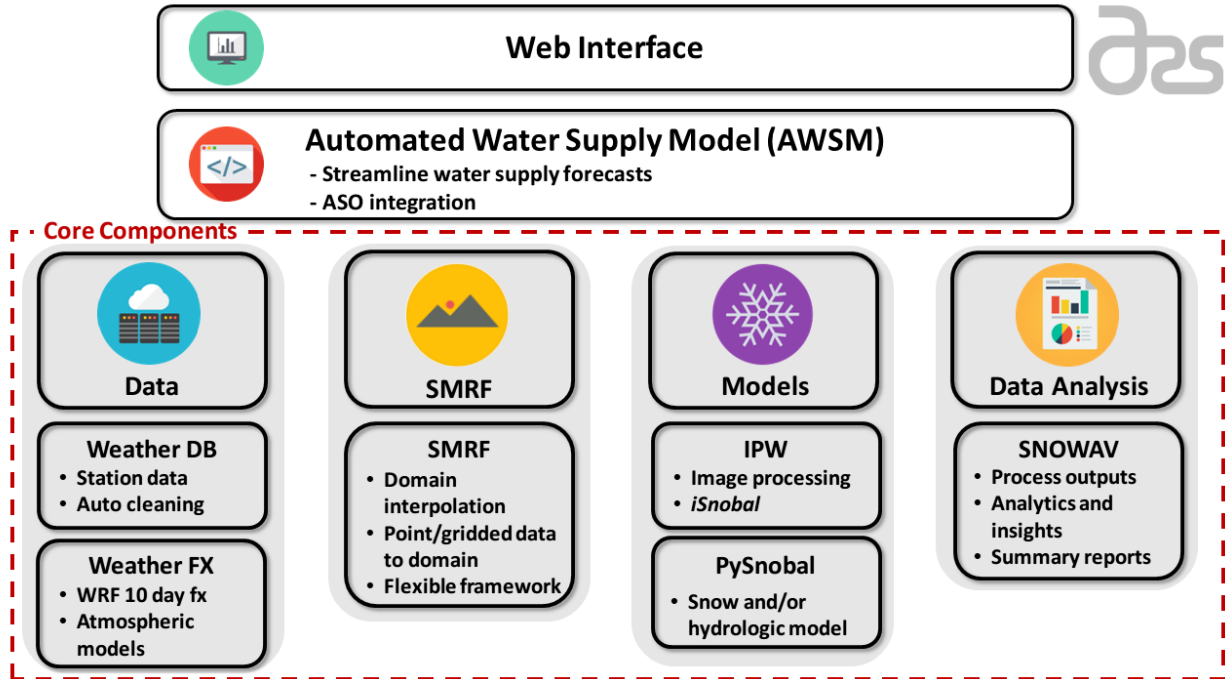 Web Interface
Automated Water Supply Model (AWSM)
- Streamline water supply forecasts
- ASO integration
Core Components
Data
Weather DB
• Station data
• Auto cleaning
Weather FX
• WRF 10 day fx
• Atmospheric
models
SMRF
SMRF
• Domain
interpolation
• Point/gridded data
to domain
• Flexible framework
Models
IPW
• Image processing
• iSnobal
PySnobal
• Snow and/or
hydrologic model
Data Analysis
SNOWAV
• Process outputs
• Analytics and
insights
• Summary reports